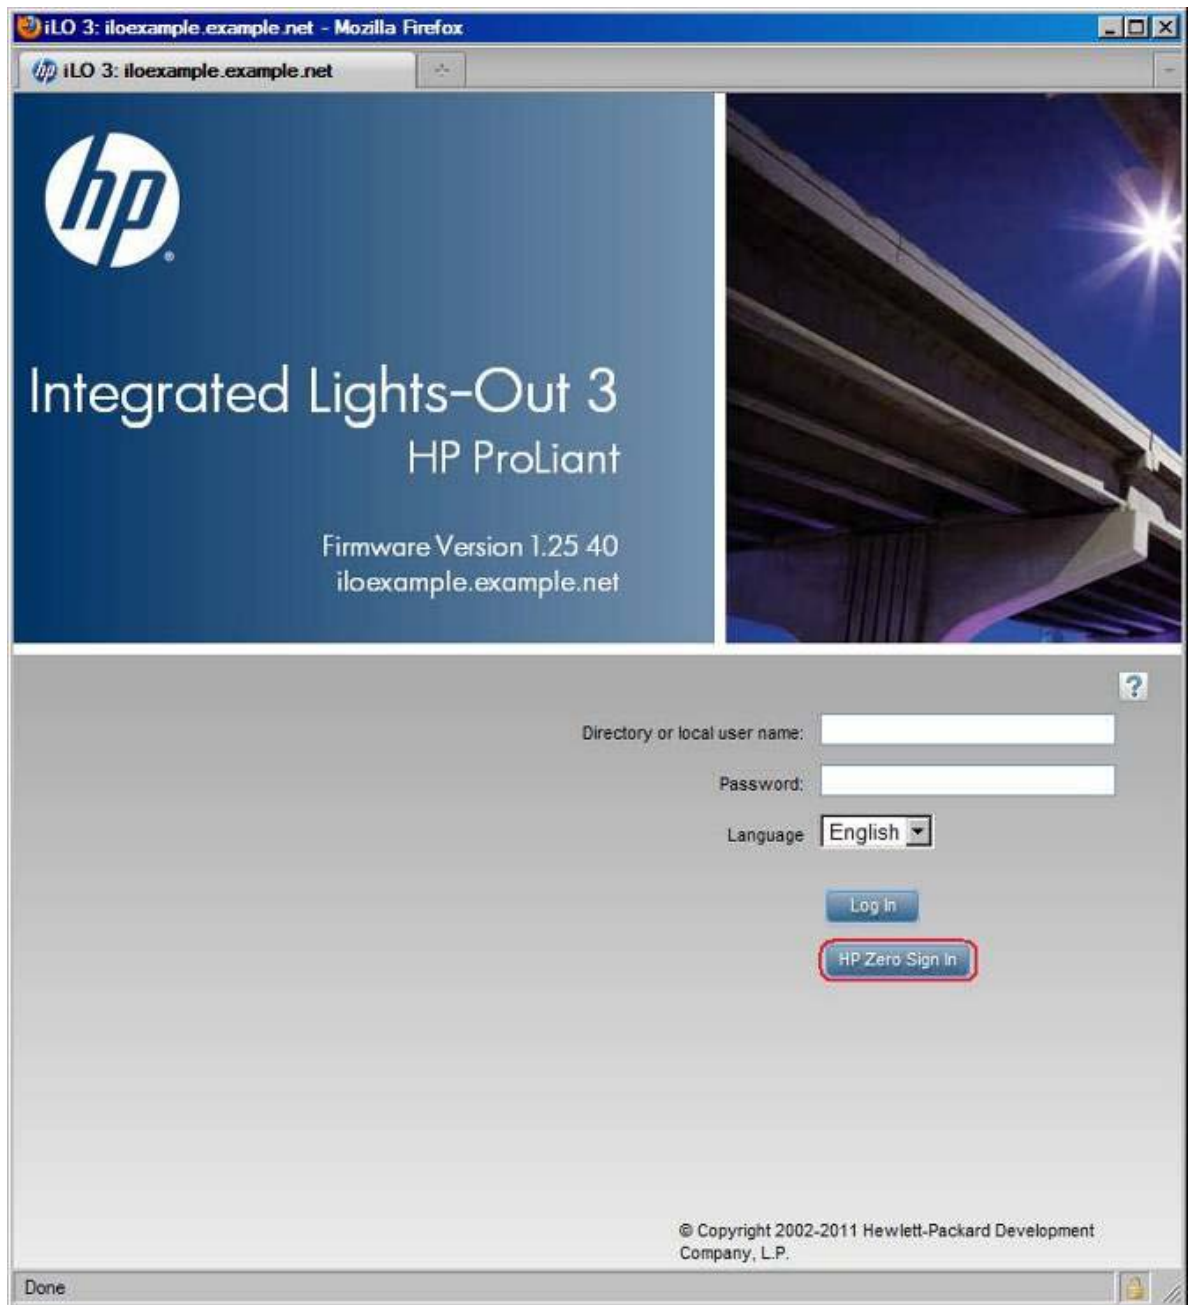 iLO 3: iloexample.example.net - Mozilla Firefox
iLO 3: iloexample.example.net
hp
Integrated Lights-Out 3
HP ProLiant
Firmware Version 1.25 40
iloexample.example.net
?
Directory or local user name:
Password:
Language English
Log In
HP Zero Sign In
© Copyright 2002-2011 Hewlett-Packard Development
Company, L.P.
Done